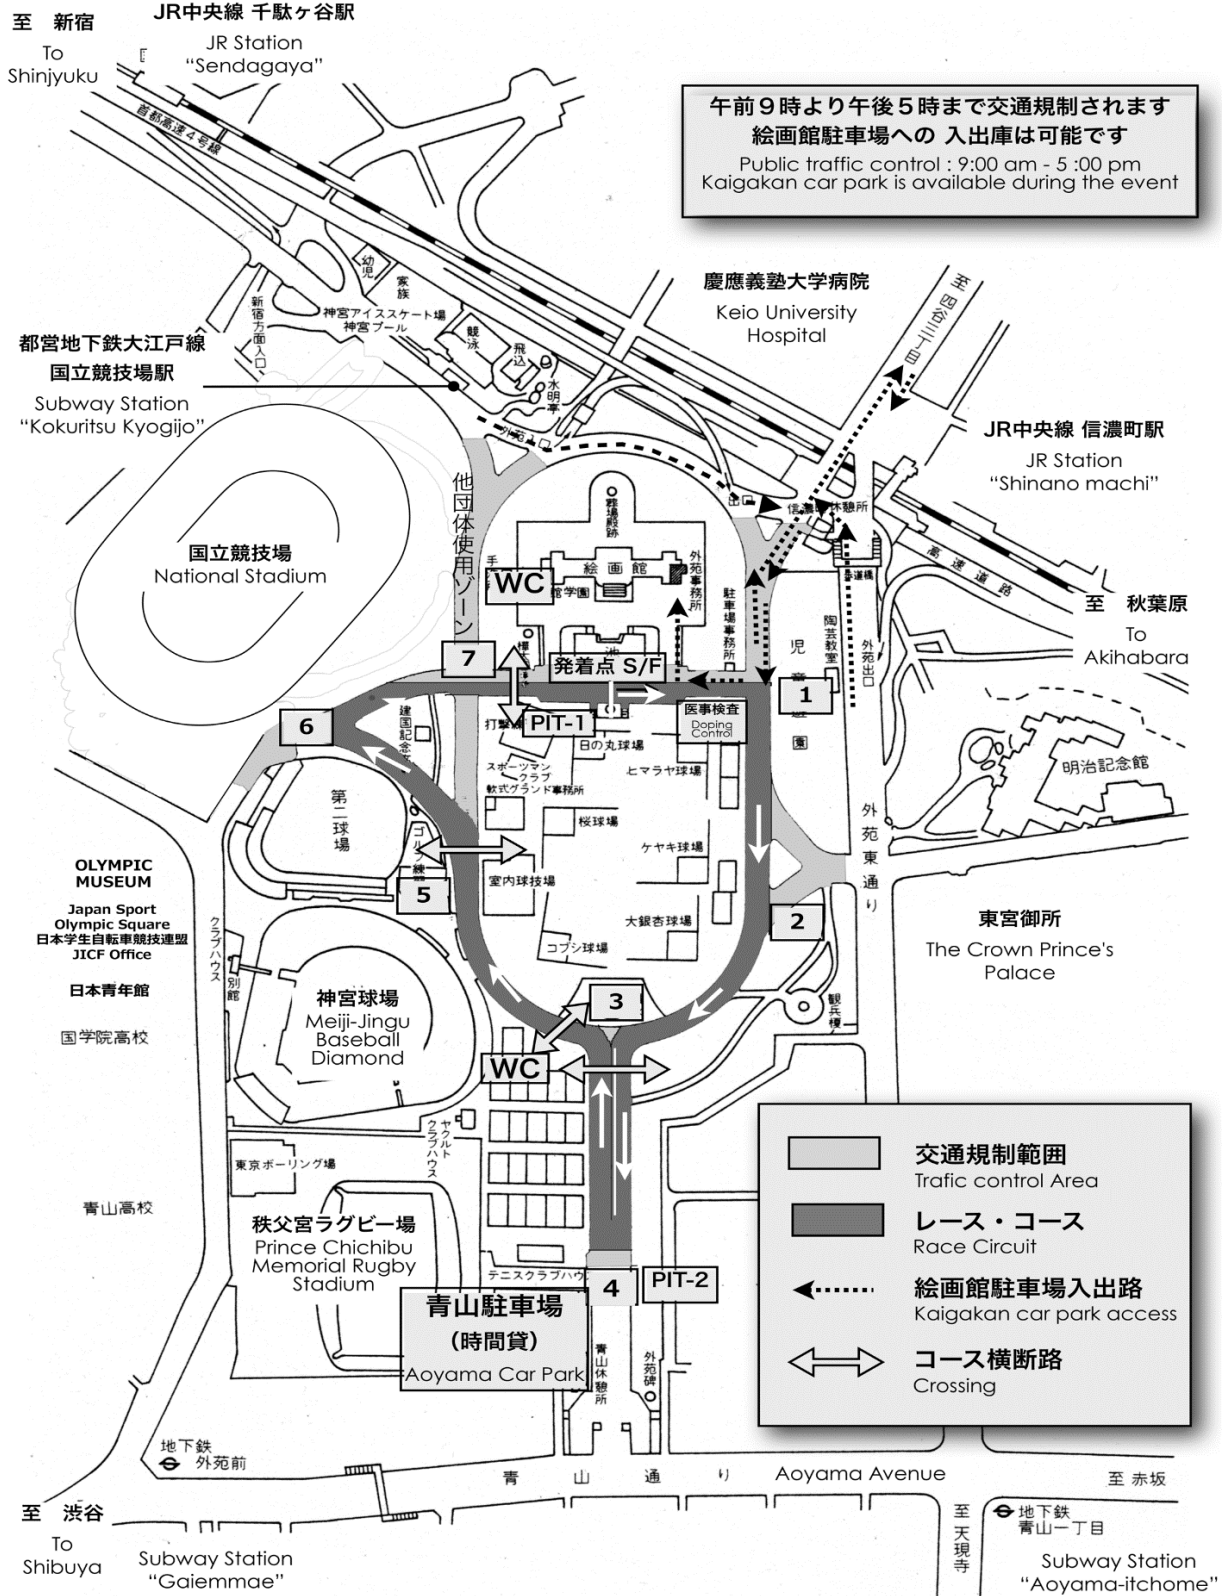 至 新宿
To
Shinjyuku
JR中央線 千駄ヶ谷駅
JR Station
“Sendagaya”
首都高速4号線
午前9時より午後5時まで交通規制されます
絵画館駐車場への 入出庫は可能です
Public traffic control : 9:00 am - 5 :00 pm
Kaigakan car park is available during the event
慶應義塾大学病院
Keio University
Hospital
至 四谷三丁目
幼児
家族
神宮アイススケート場
神宮プール
新宿方面入口
競泳
飛込
水明亭
都営地下鉄大江戸線
国立競技場駅
Subway Station
“Kokuritsu Kyogijo”
外苑入口
JR中央線 信濃町駅
JR Station
“Shinano machi”
出口
信濃町休憩所
高速道路
歩道橋
至 秋葉原
To
Akihabara
他団体使用ゾーン
国立競技場
National Stadium
葬場殿跡
絵画館
外苑事務所
WC
館学園
駐車場事務所
陶芸教室
外苑出口
池
7
発着点 S/F
1
6
PIT-1
医事検査
Doping
Control
日の丸球場
建国記念
スポーツマン
クラブ
軟式グランド事務所
ヒマラヤ球場
明治記念館
第二球場
桜球場
ケヤキ球場
外苑東通り
室内球技場
5
2
大銀杏球場
コブシ球場
OLYMPIC
MUSEUM
Japan Sport
Olympic Square
日本学生自転車競技連盟
JICF Office
日本青年館
国学院高校
クラブハウス
別館
東宮御所
The Crown Prince's
Palace
神宮球場
Meiji-Jingu
Baseball
Diamond
3
観兵榎
WC
ヤクルト
クラブハウス
東京ボーリング場
青山高校
秩父宮ラグビー場
Prince Chichibu
Memorial Rugby
Stadium
テニスクラブハウ
4
PIT-2
青山駐車場
（時間貸）
Aoyama Car Park
青山休憩所
外苑碑
交通規制範囲
Trafic control Area
レース・コース
Race Circuit
絵画館駐車場入出路
Kaigakan car park access
コース横断路
Crossing
地下鉄
外苑前
青山通り
Aoyama Avenue
至 赤坂
至 渋谷
To
Shibuya
Subway Station
“Gaiemmae”
至 天現寺
地下鉄
青山一丁目
Subway Station
“Aoyama-itchome”